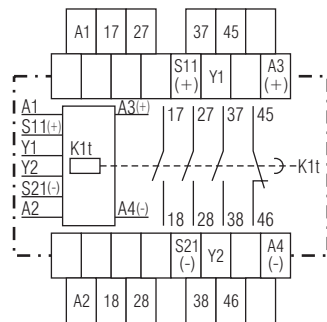 A1 17 27 37 45
S11 (+) Y1 A3 (+)
A1 A3(+) 17 27 37 45
S11(+)
Y1 K1t
Y2 K1t
S21(-)
A2 A4(-) 18 28 38 46
S21 (-) Y2 A4 (-)
A2 18 28 38 46